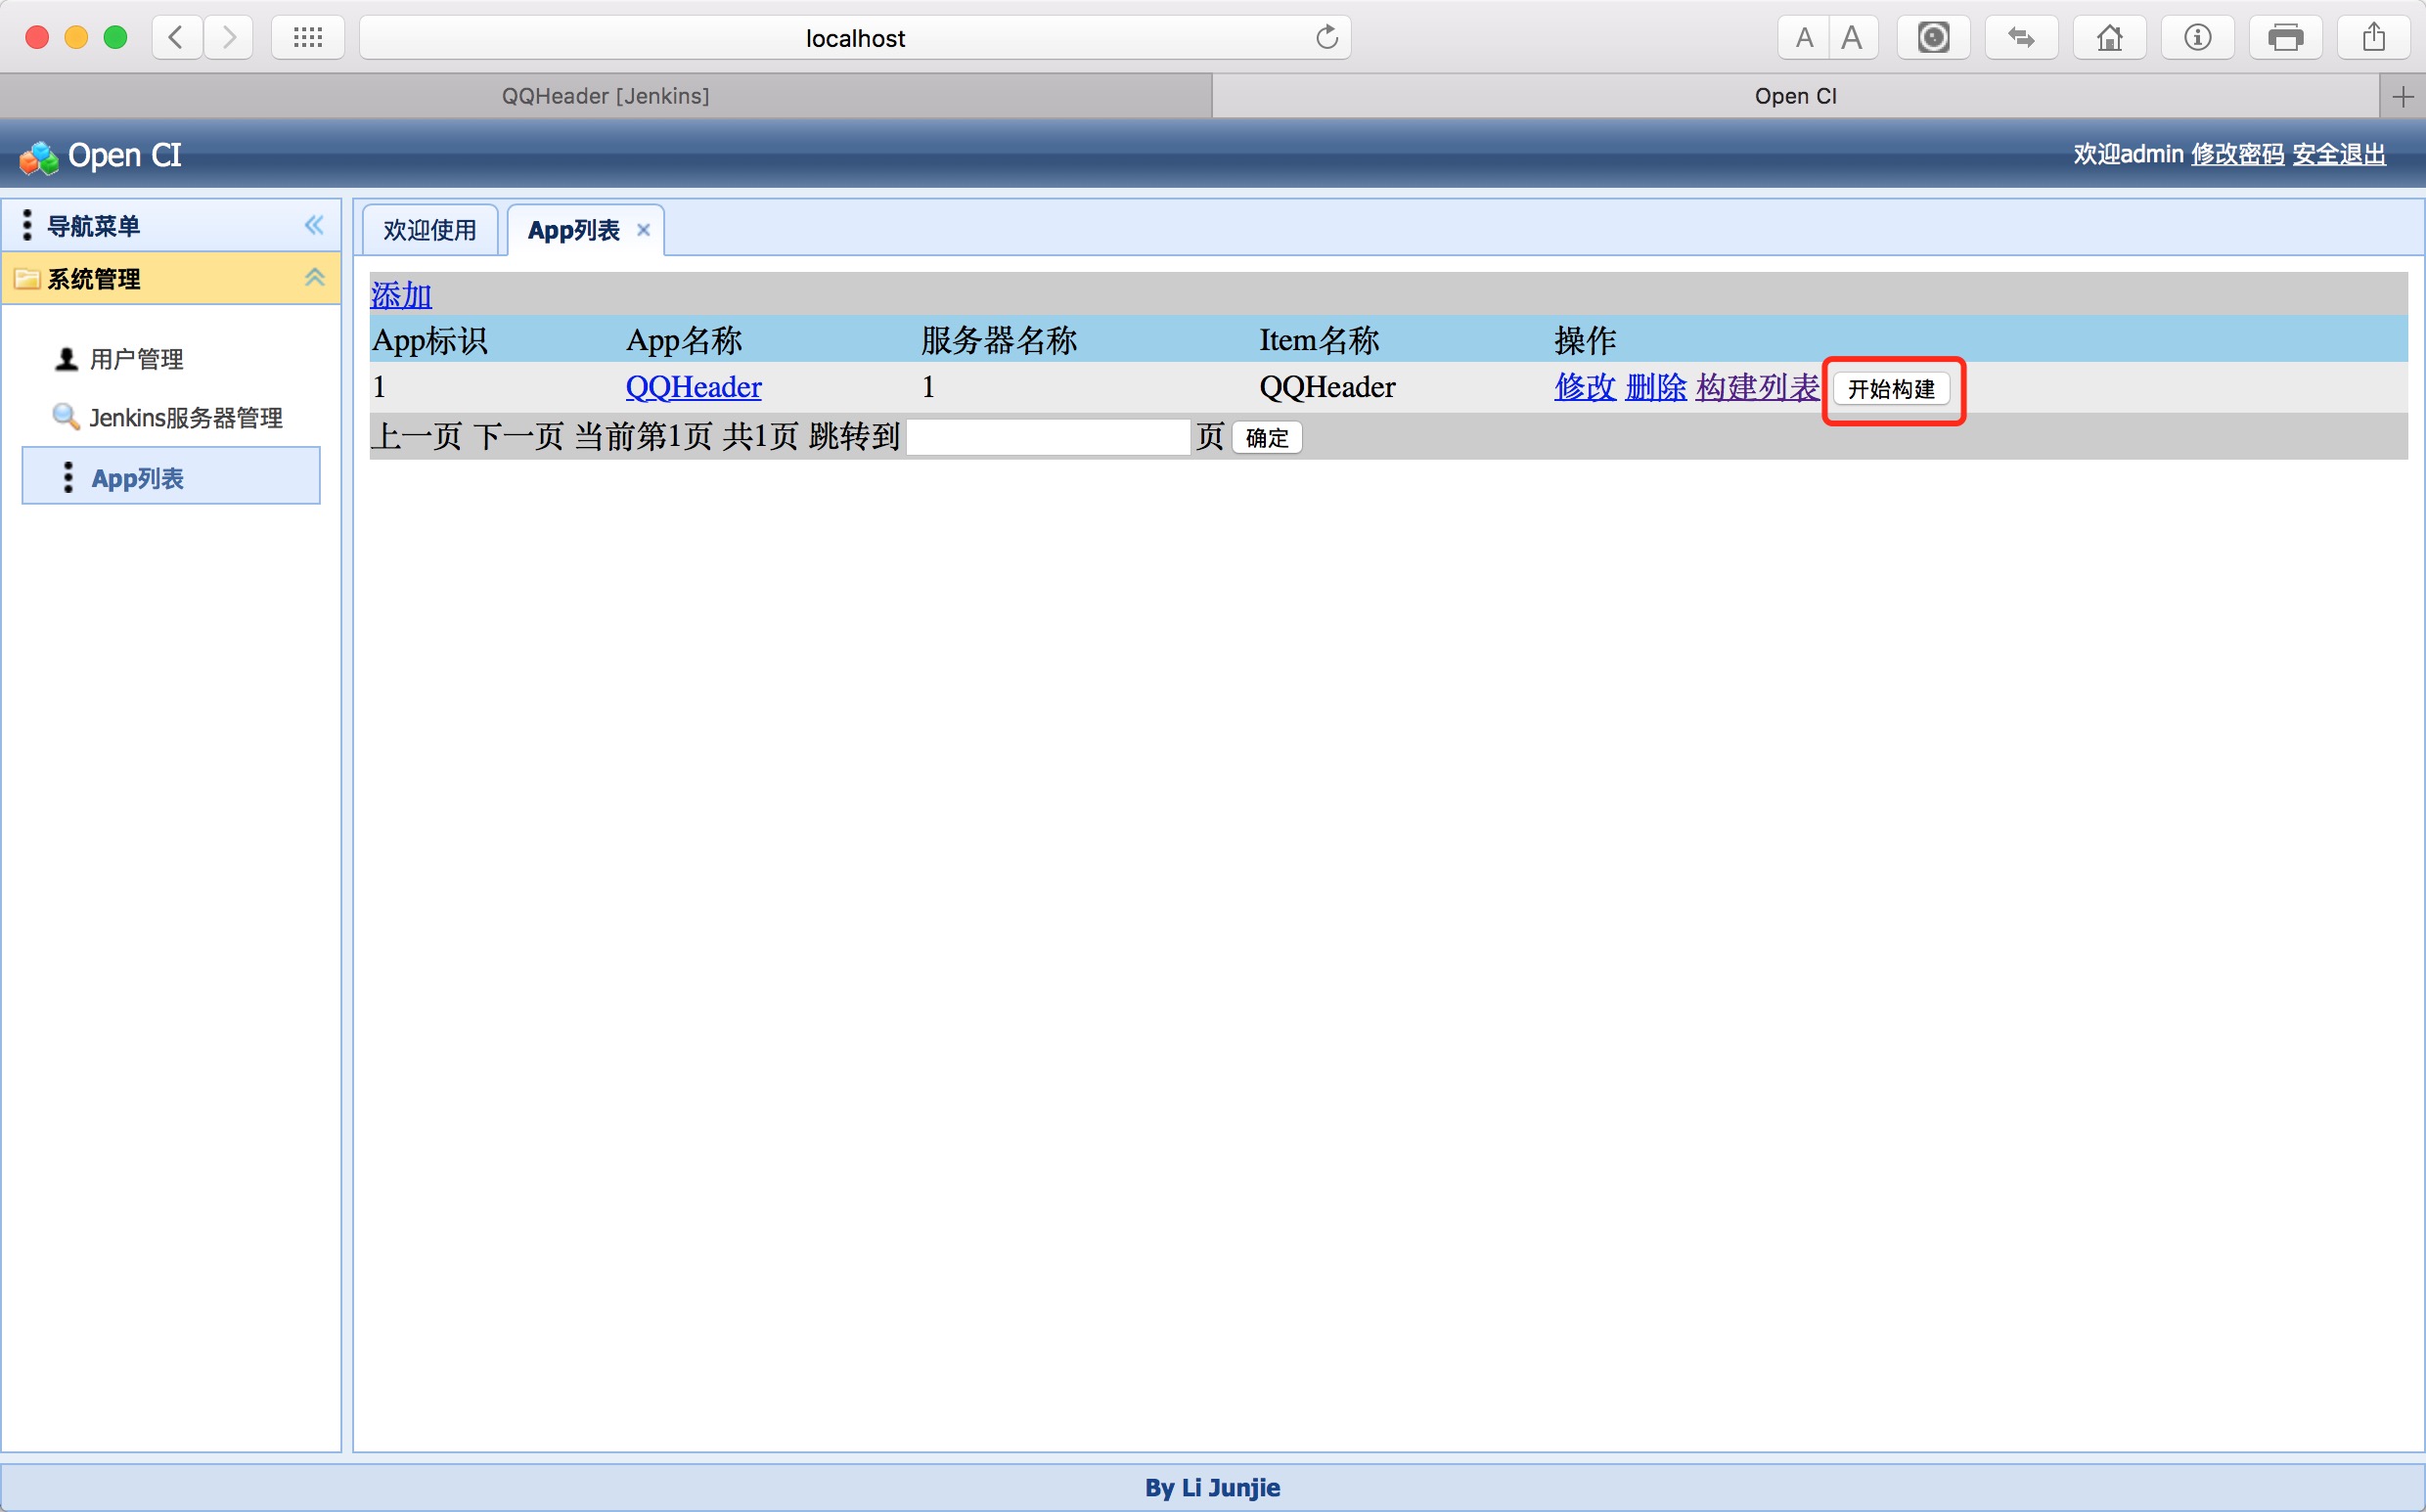 localhost
A A
QQHeader [Jenkins]
Open CI
Open CI
欢迎admin 修改密码 安全退出
导航菜单
系统管理
用户管理
Jenkins服务器管理
App列表
欢迎使用
App列表
添加
App标识 App名称 服务器名称 Item名称 操作
1 QQHeader 1 QQHeader 修改 删除 构建列表 开始构建
上一页 下一页 当前第1页 共1页 跳转到 页 确定
By Li Junjie